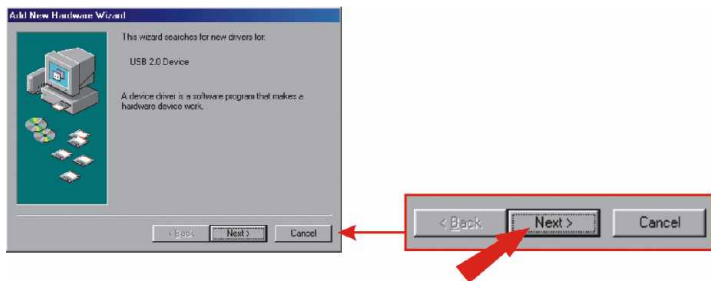 Add New Hardware Wizard
This wizard searches for new drivers for:
USB 2.0 Device
A device driver is a software program that makes a
hardware device work.
< Back
Next >
Cancel
< Back
Next >
Cancel